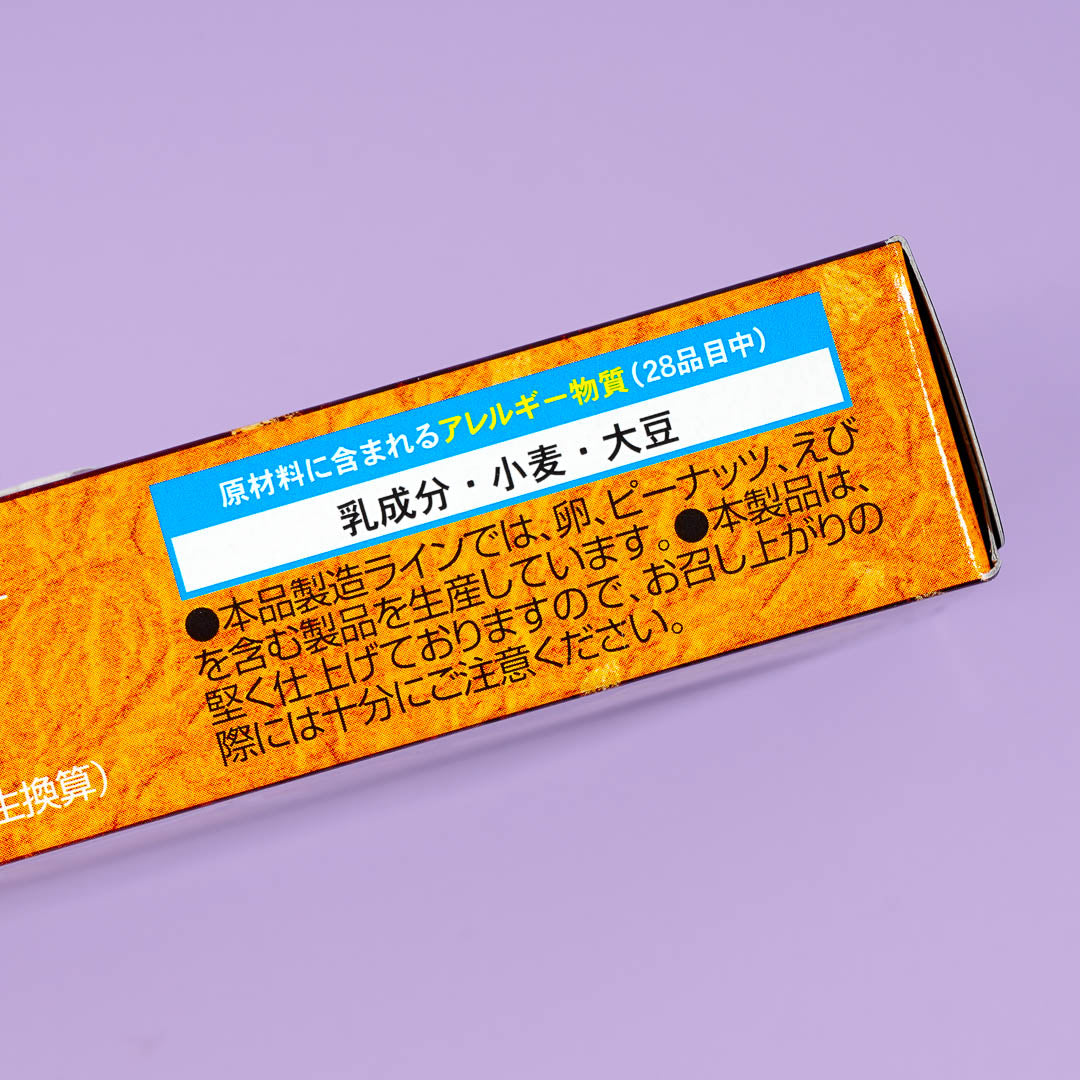 原材料に含まれるアレルギー物質(28品目中)
乳成分・小麦・大豆
●本品製造ラインでは、卵、ピーナッツ、えび
を含む製品を生産しています。●本製品は、
堅く仕上げておりますので、お召し上がりの
際には十分にご注意ください。
換算)